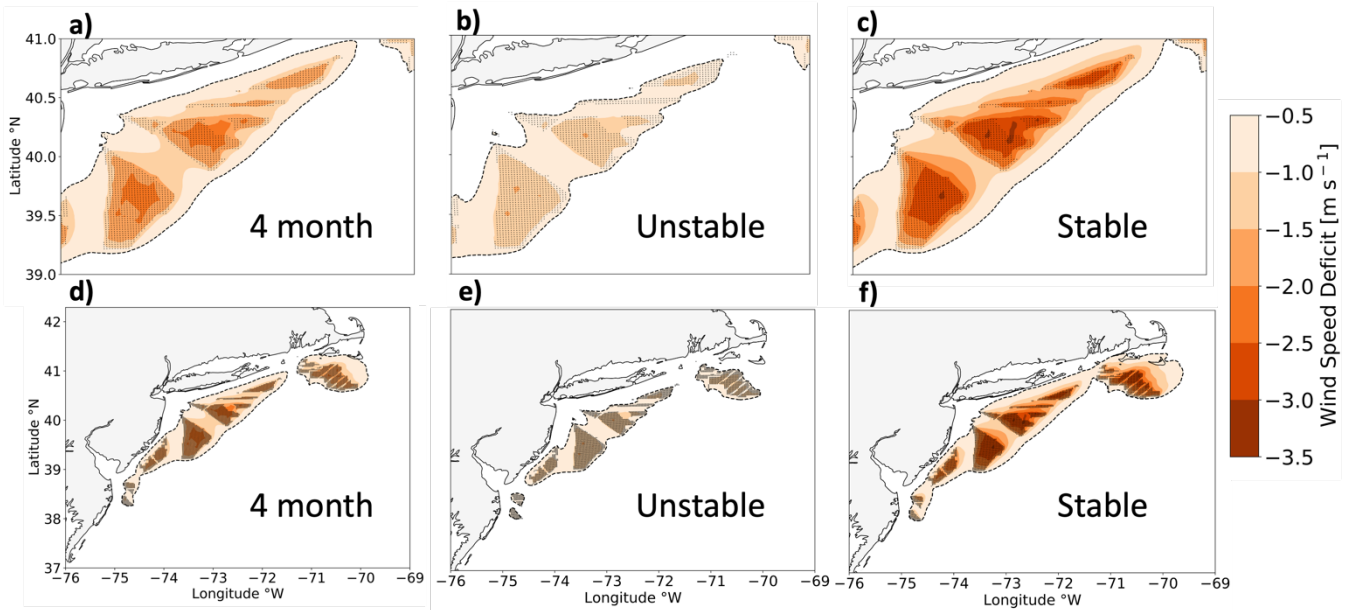 a)
b)
c)
41.0
40.5
40.0
39.5
39.0
Latitude °N
4 month
Unstable
Stable
d)
e)
f)
42
41
40
39
38
37
Latitude °N
4 month
Unstable
Stable
−76 −75 −74 −73 −72 −71 −70
−76 −75 −74 −73 −72 −71 −70
−76 −75 −74 −73 −72 −71 −70 −69
Longitude °W
Longitude °W
Longitude °W
−0.5
−1.0
−1.5
−2.0
−2.5
−3.0
−3.5
Wind Speed Deficit [m s⁻¹]